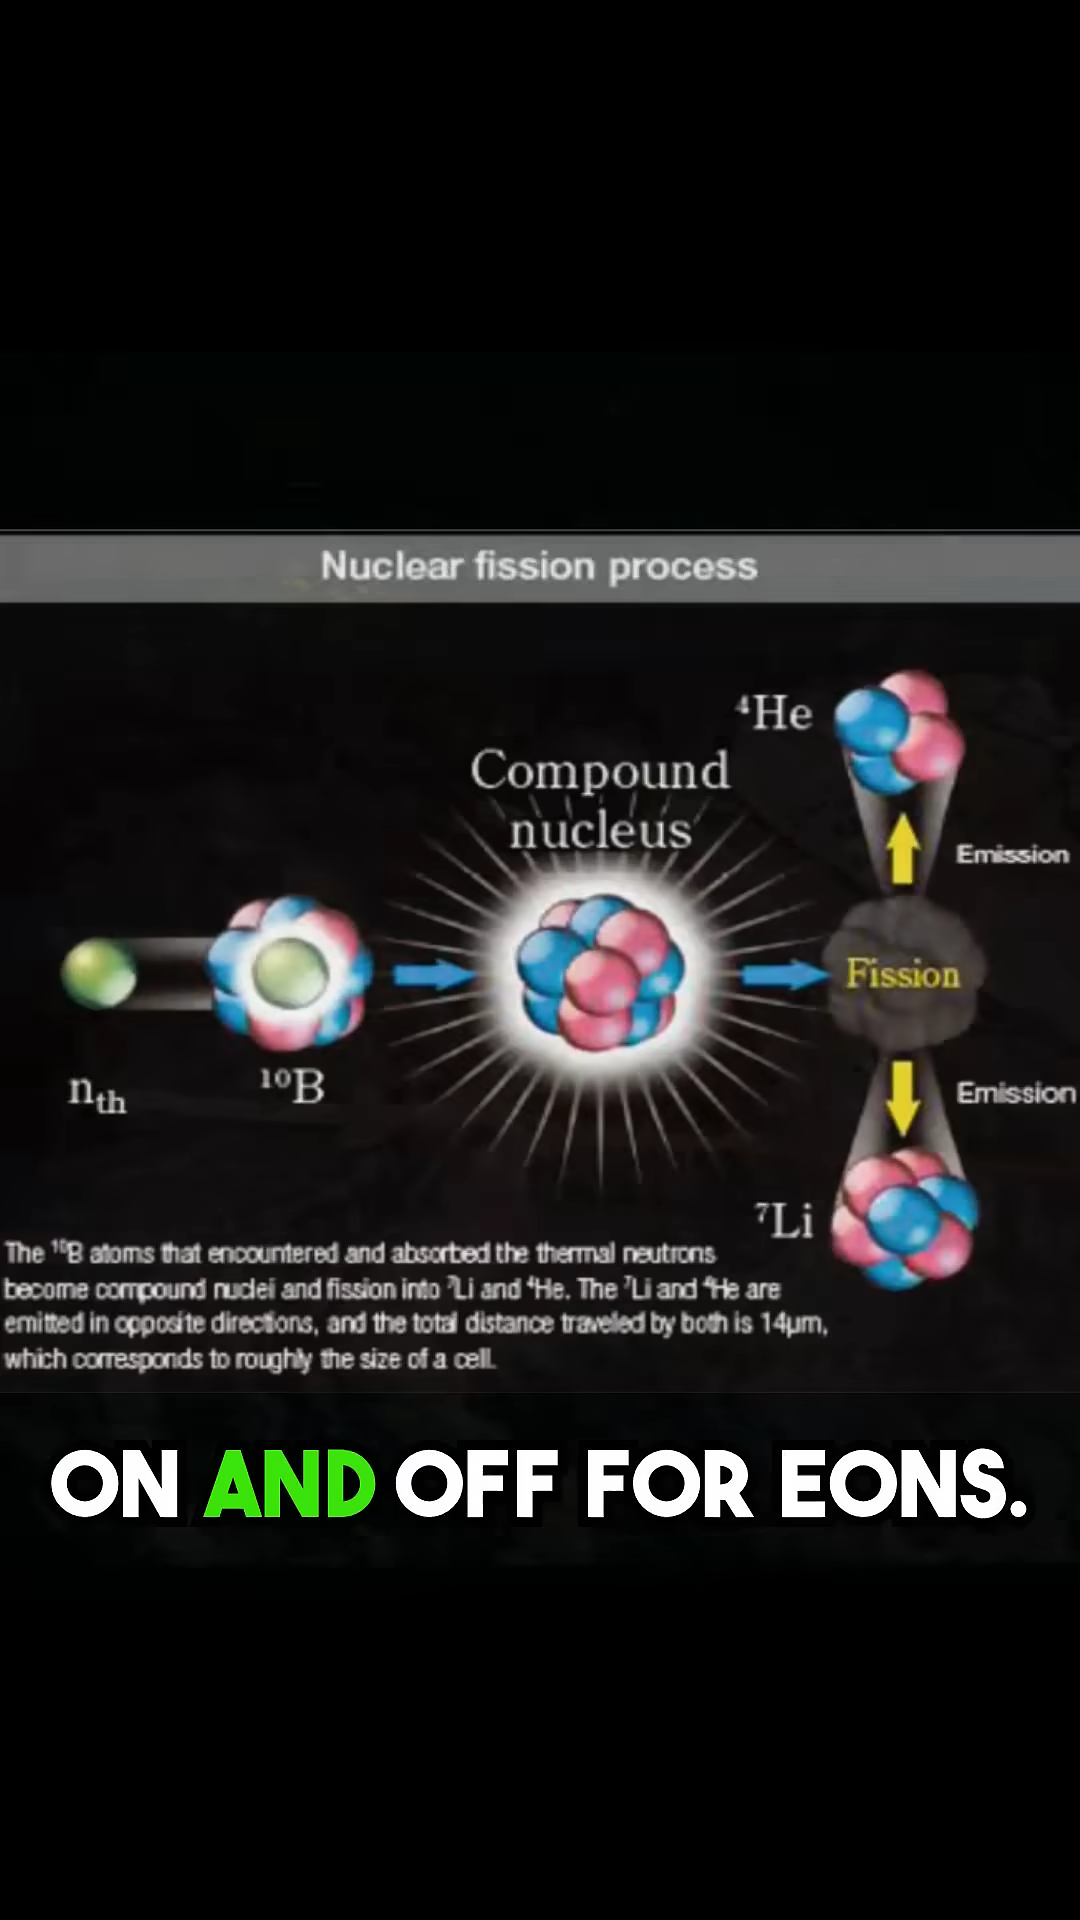 Nuclear fission process
⁴He
Compound
nucleus
Emission
Fission
nth
¹⁰B
Emission
⁷Li
The ¹⁰B atoms that encountered and absorbed the thermal neutrons
become compound nuclei and fission into ⁷Li and ⁴He. The ⁷Li and ⁴He are
emitted in opposite directions, and the total distance traveled by both is 14μm,
which corresponds to roughly the size of a cell.
ON AND OFF FOR EONS.